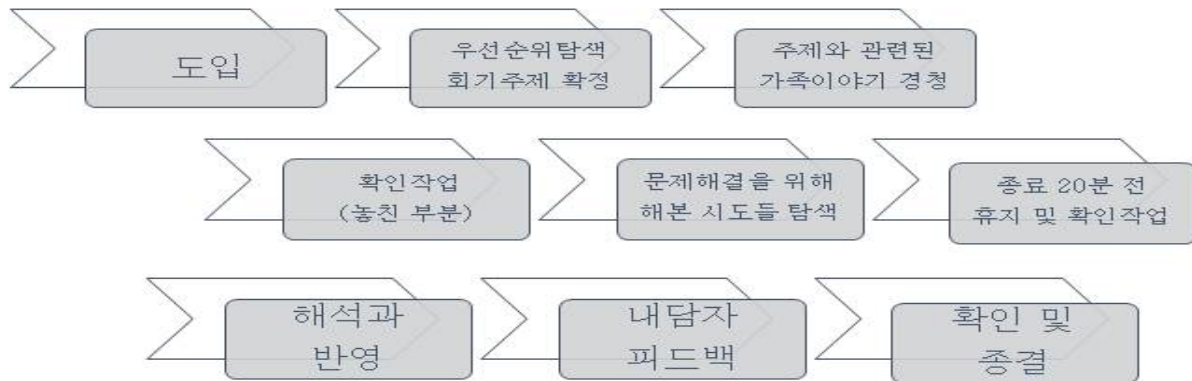 도입
우선순위탐색
회기주제 확정
주제와 관련된
가족이야기 경청
확인작업
(놓친 부분)
문제해결을 위해
해본 시도들 탐색
종료 20분 전
휴지 및 확인작업
해석과
반영
내담자
피드백
확인 및
종결